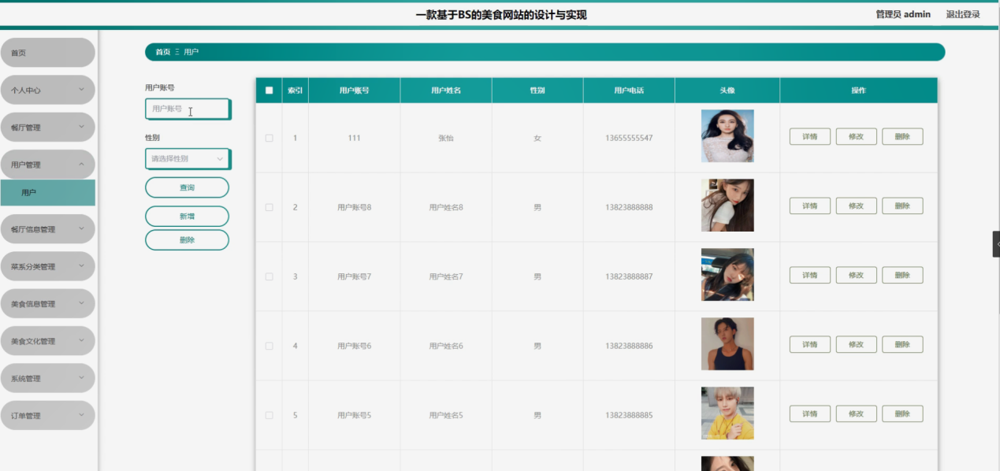 一款基于BS的美食网站的设计与实现
管理员 admin 退出登录
首页
个人中心
餐厅管理
用户管理
用户
餐厅信息管理
菜系分类管理
美食信息管理
美食文化管理
系统管理
订单管理
首页 Ξ 用户
用户账号
用户账号
性别
请选择性别
查询
新增
删除
索引 用户账号 用户姓名 性别 用户电话 头像 操作
1 111 张怡 女 13655555547 详情 修改 删除
2 用户账号8 用户姓名8 男 13823888888 详情 修改 删除
3 用户账号7 用户姓名7 男 13823888887 详情 修改 删除
4 用户账号6 用户姓名6 男 13823888886 详情 修改 删除
5 用户账号5 用户姓名5 男 13823888885 详情 修改 删除